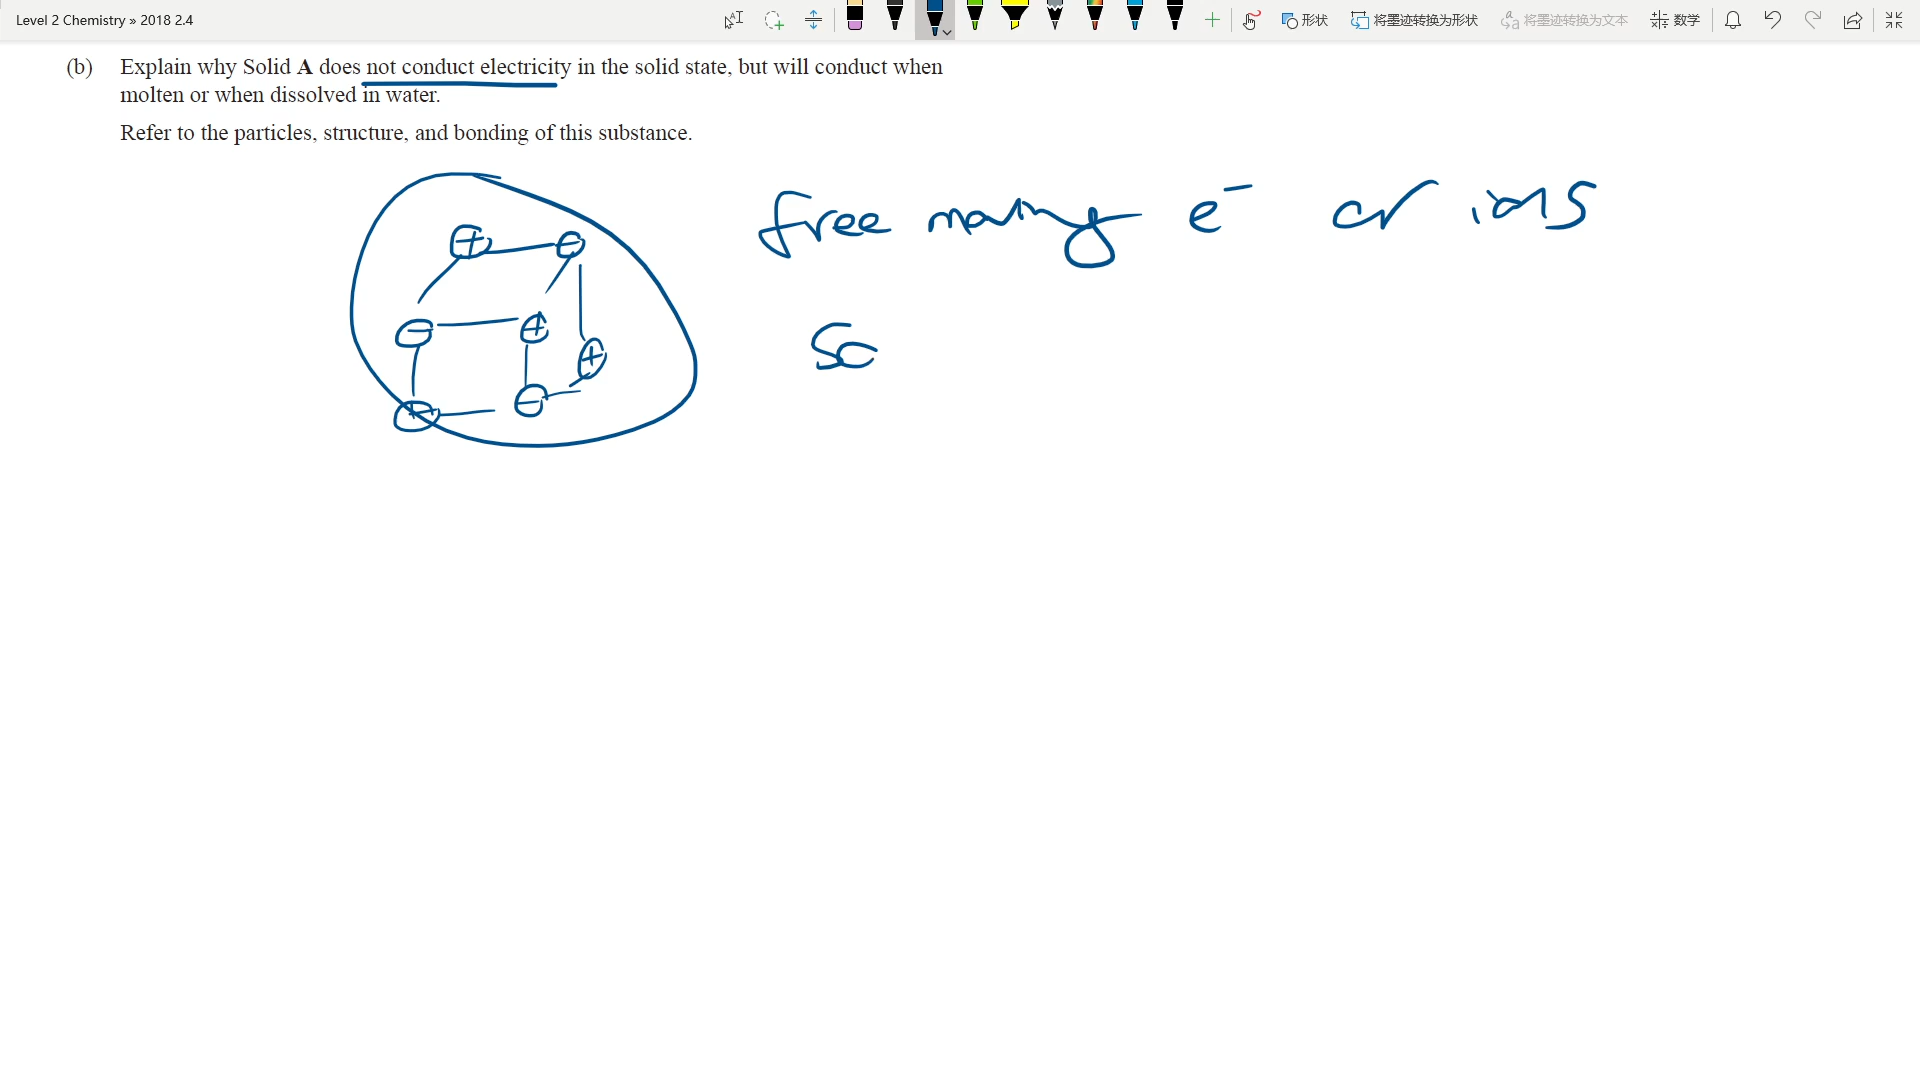 Level 2 Chemistry » 2018 2.4
形状 将墨迹转换为形状 将墨迹转换为文本 数学
(b) Explain why Solid A does not conduct electricity in the solid state, but will conduct when
molten or when dissolved in water.
Refer to the particles, structure, and bonding of this substance.
free moving e⁻ or ions
So